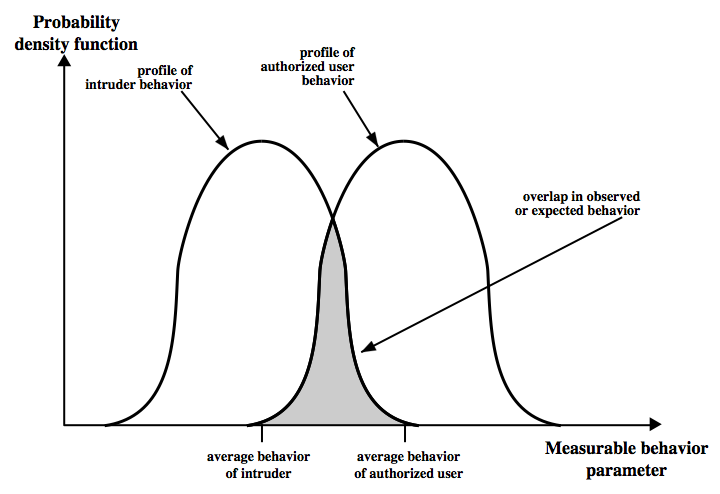 Probability
density function
profile of
intruder behavior
profile of
authorized user
behavior
overlap in observed
or expected behavior
average behavior
of intruder
average behavior
of authorized user
Measurable behavior
parameter